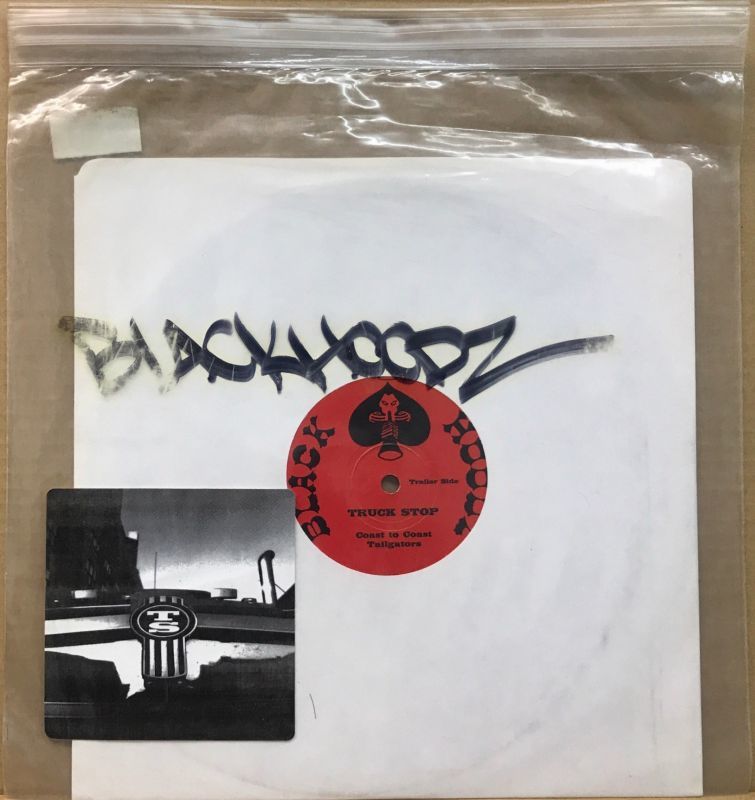 BLACKHOODZ
BLACK
HOODZ
Trailer Side
TRUCK STOP
Coast to Coast
Tailgators
TS